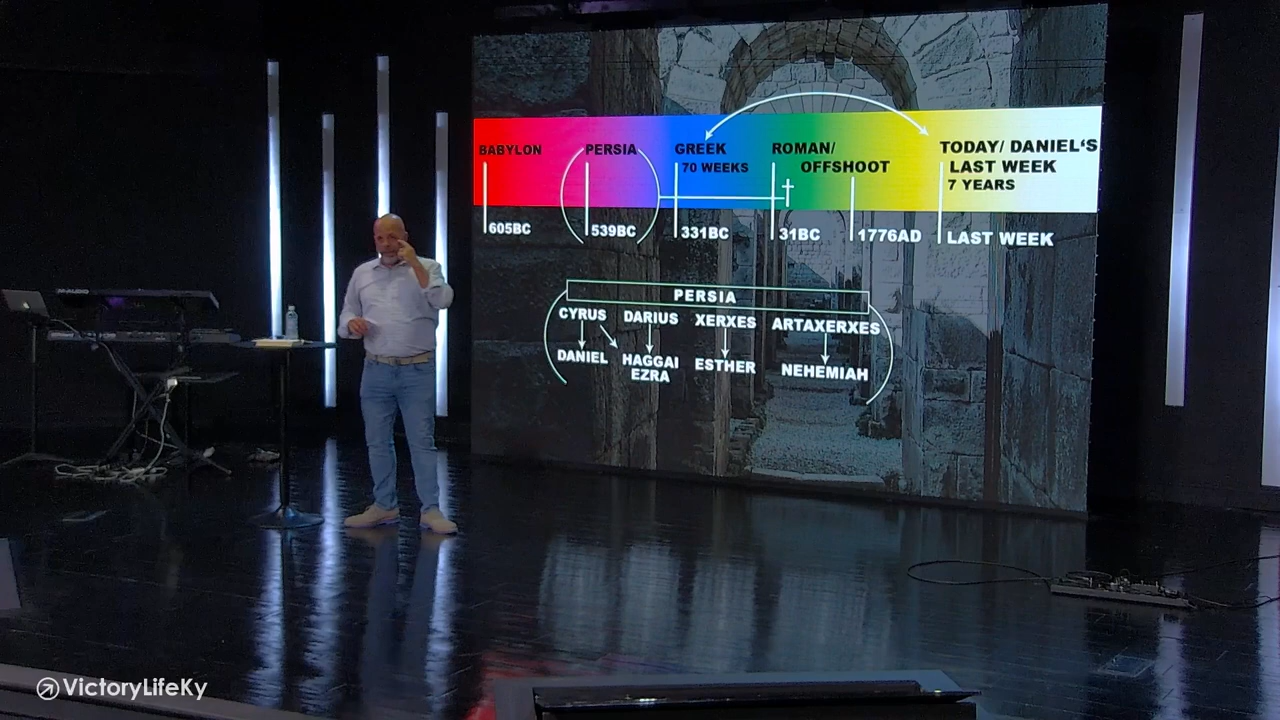 BABYLON
PERSIA
GREEK
70 WEEKS
ROMAN/
OFFSHOOT
TODAY/ DANIEL'S
LAST WEEK
7 YEARS
605BC
539BC
331BC
31BC
1776AD
LAST WEEK
PERSIA
CYRUS
DARIUS
XERXES
ARTAXERXES
DANIEL
HAGGAI
EZRA
ESTHER
NEHEMIAH
VictoryLifeKy